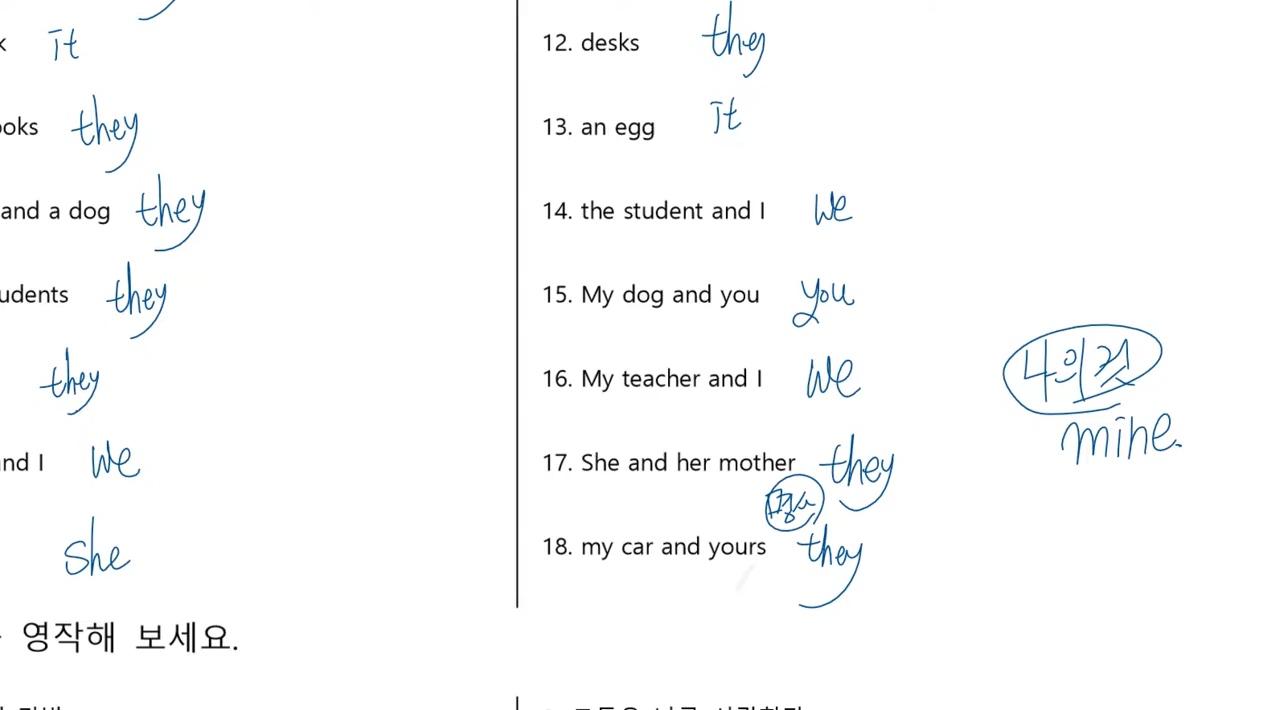 it
ooks they
and a dog they
udents they
they
nd I we
she
12. desks they
13. an egg it
14. the student and I we
15. My dog and you you
16. My teacher and I we
나의 것
mine.
17. She and her mother they
명사
18. my car and yours they
영작해 보세요.